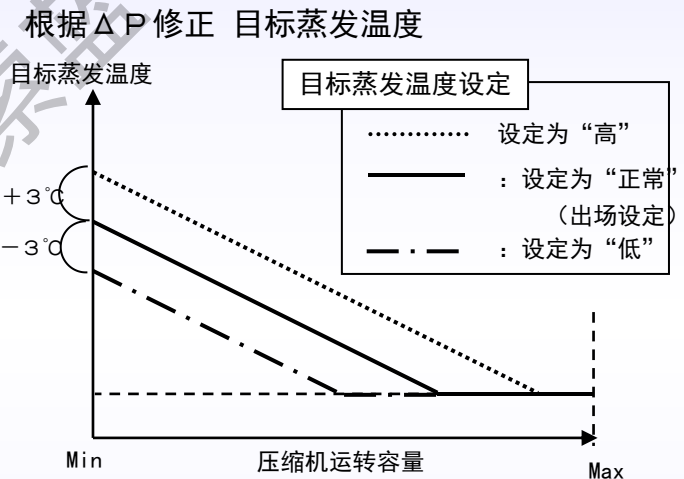 根据ΔＰ修正 目标蒸发温度
目标蒸发温度
目标蒸发温度设定
设定为“高”
：设定为“正常”
（出场设定）
：设定为“低”
＋３℃
－３℃
Min
压缩机运转容量
Max